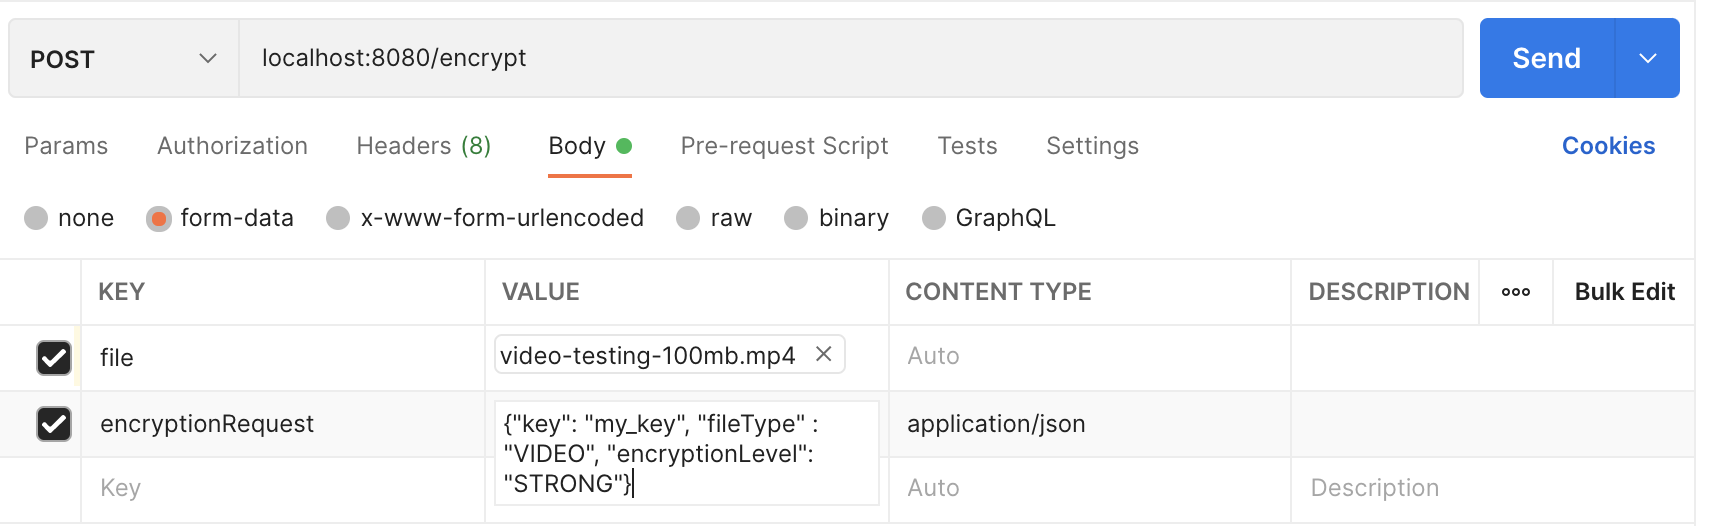 POST localhost:8080/encrypt Send
Params Authorization Headers (8) Body Pre-request Script Tests Settings Cookies
none form-data x-www-form-urlencoded raw binary GraphQL
KEY VALUE CONTENT TYPE DESCRIPTION ooo Bulk Edit
file video-testing-100mb.mp4 Auto
encryptionRequest {"key": "my_key", "fileType" : application/json
"VIDEO", "encryptionLevel":
"STRONG"}
Key Auto Description